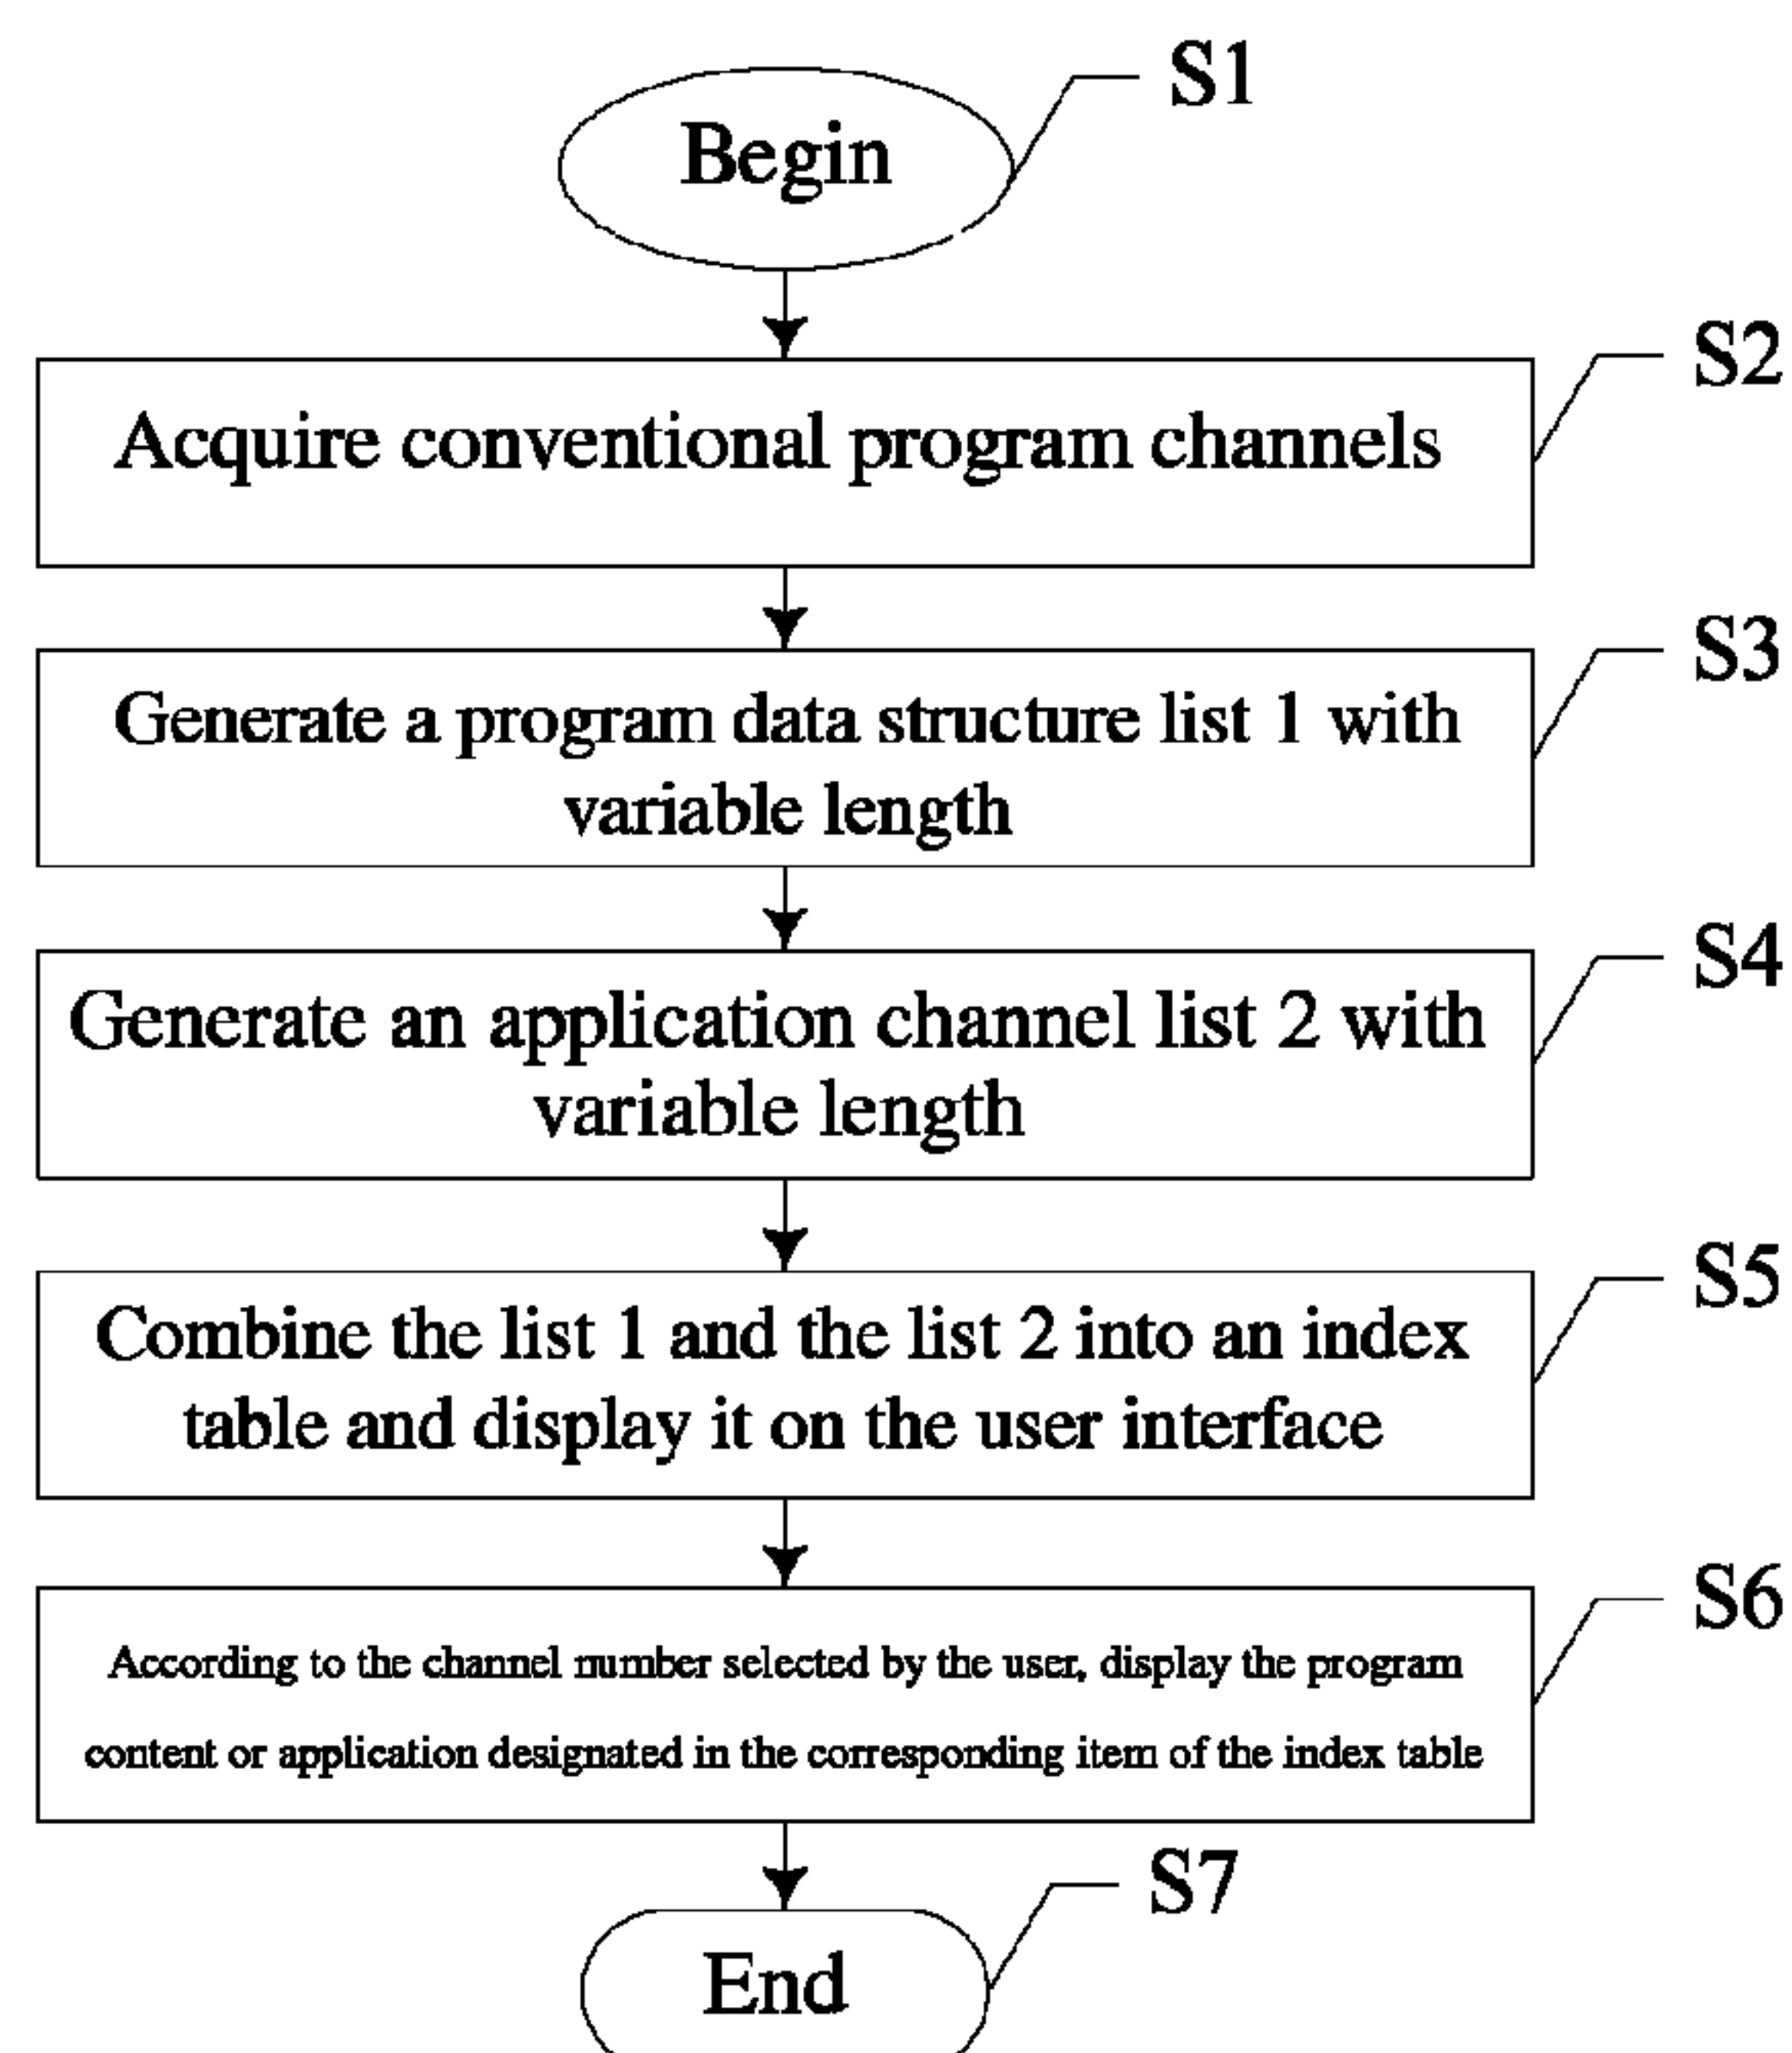 S1
Begin
S2
Acquire conventional program channels
S3
Generate a program data structure list 1 with
variable length
S4
Generate an application channel list 2 with
variable length
S5
Combine the list 1 and the list 2 into an index
table and display it on the user interface
S6
According to the channel number selected by the user, display the program
content or application designated in the corresponding item of the index table
S7
End